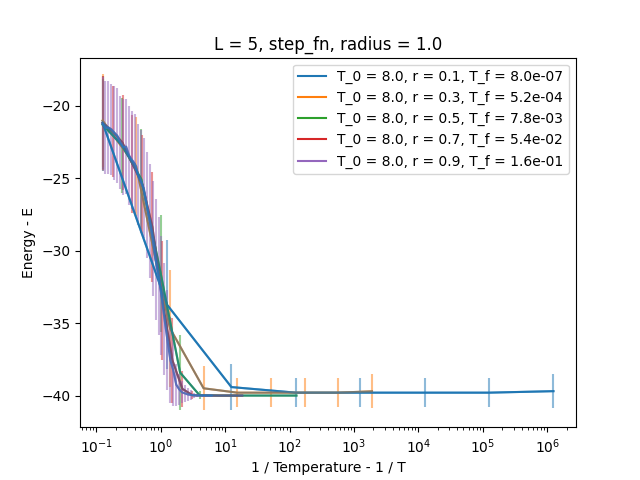 L = 5, step_fn, radius = 1.0
T_0 = 8.0, r = 0.1, T_f = 8.0e-07
T_0 = 8.0, r = 0.3, T_f = 5.2e-04
T_0 = 8.0, r = 0.5, T_f = 7.8e-03
T_0 = 8.0, r = 0.7, T_f = 5.4e-02
T_0 = 8.0, r = 0.9, T_f = 1.6e-01
Energy - E
−20
−25
−30
−35
−40
10⁻¹ 10⁰ 10¹ 10² 10³ 10⁴ 10⁵ 10⁶
1 / Temperature - 1 / T